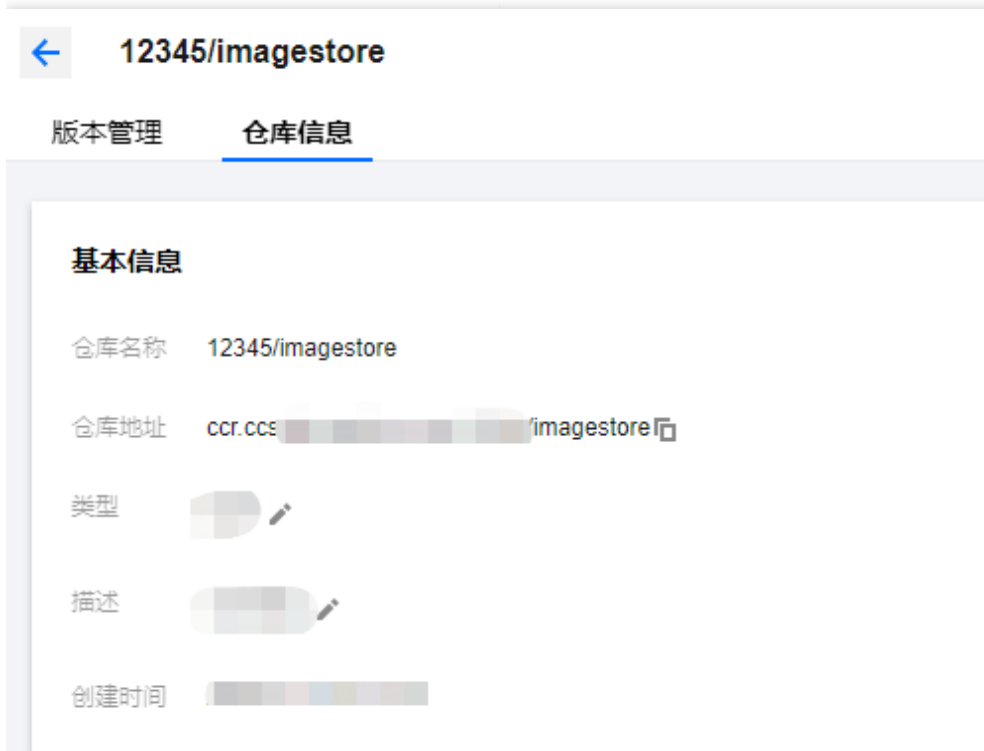 12345/imagestore
版本管理 仓库信息
基本信息
仓库名称 12345/imagestore
仓库地址 ccr.ccs /imagestore
类型
描述
创建时间